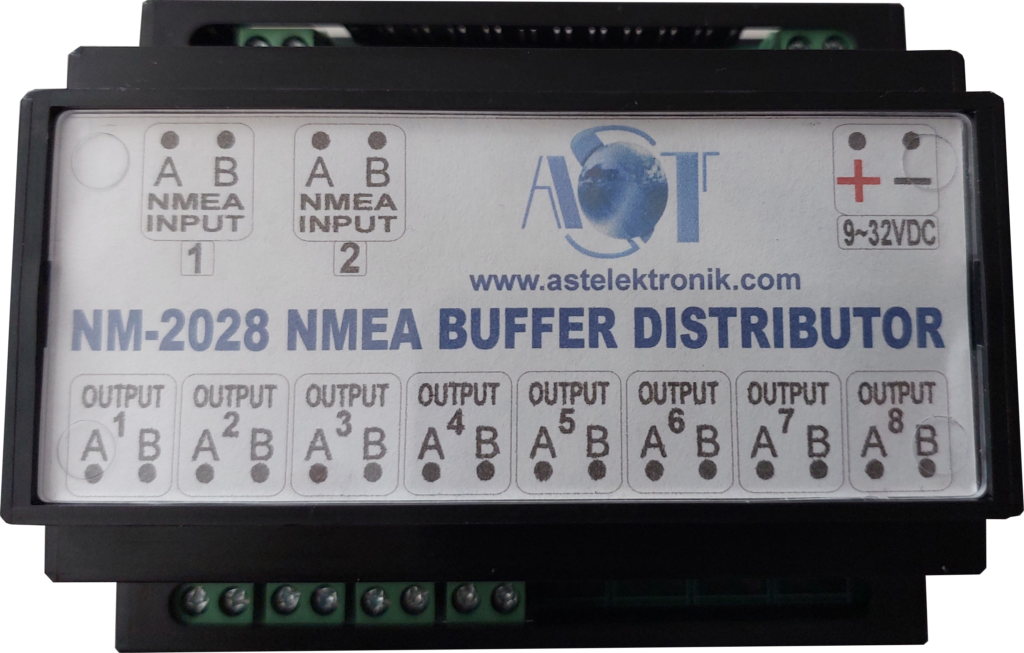 A B
NMEA
INPUT
1
A B
NMEA
INPUT
2
AST
www.astelektronik.com
+ −
9~32VDC
NM-2028 NMEA BUFFER DISTRIBUTOR
OUTPUT
1
A B
OUTPUT
2
A B
OUTPUT
3
A B
OUTPUT
4
A B
OUTPUT
5
A B
OUTPUT
6
A B
OUTPUT
7
A B
OUTPUT
8
A B